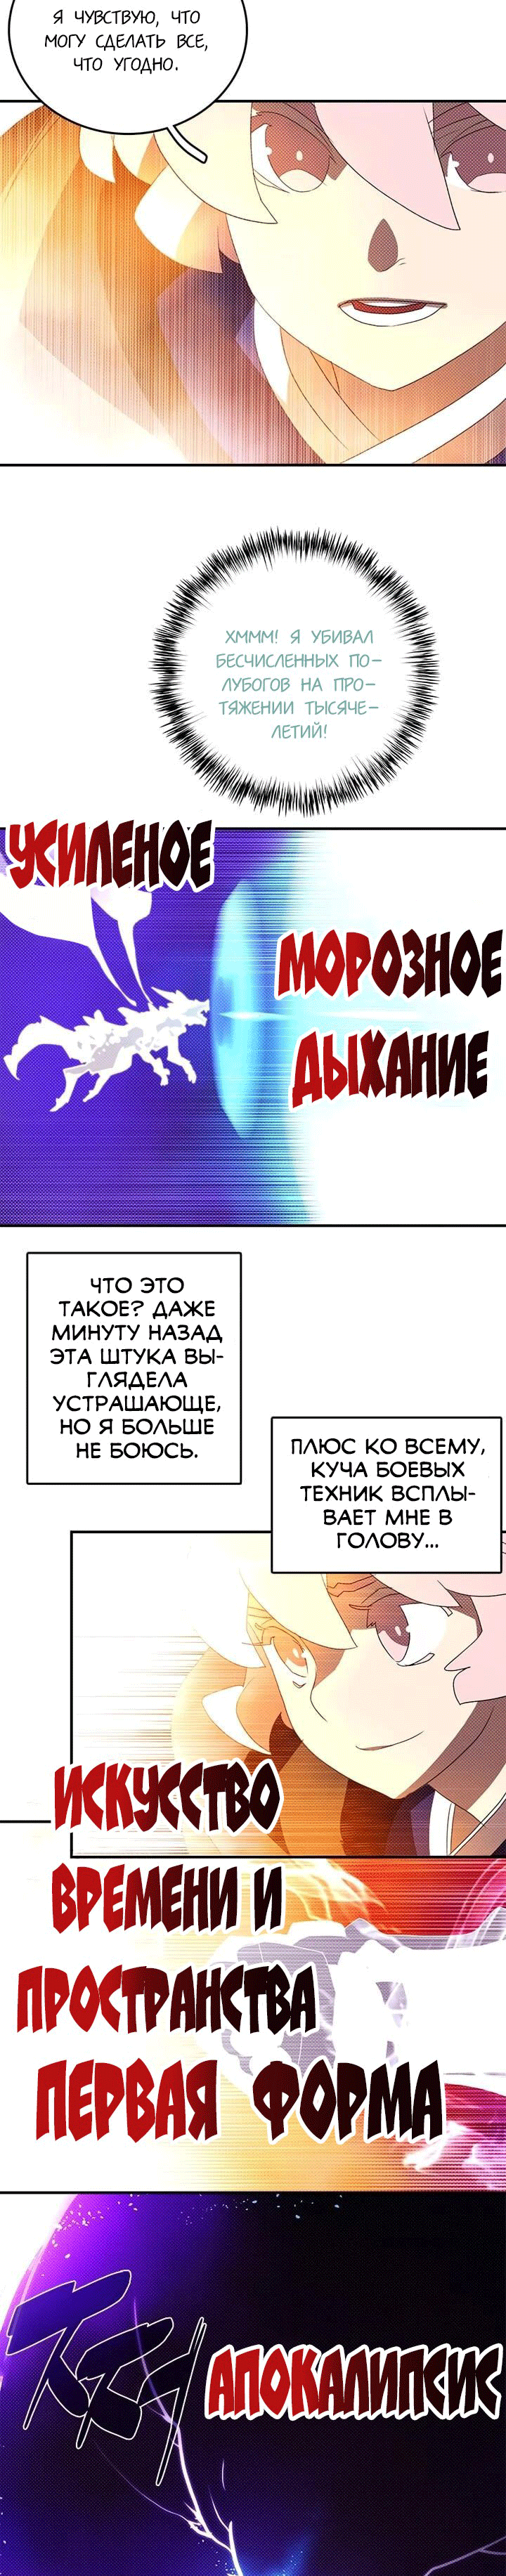 Я ЧУВСТВУЮ, ЧТО
МОГУ СДЕЛАТЬ ВСЕ,
ЧТО УГОДНО.
ХМММ! Я УБИВАЛ
БЕСЧИСЛЕННЫХ ПО-
ЛУБОГОВ НА ПРО-
ТЯЖЕНИИ ТЫСЯЧЕ-
ЛЕТИЙ!
УСИЛЕНОЕ
МОРОЗНОЕ
ДЫХАНИЕ
ЧТО ЭТО
ТАКОЕ? ДАЖЕ
МИНУТУ НАЗАД
ЭТА ШТУКА ВЫ-
ГЛЯДЕЛА
УСТРАШАЮЩЕ,
НО Я БОЛЬШЕ
НЕ БОЮСЬ.
ПЛЮС КО ВСЕМУ,
КУЧА БОЕВЫХ
ТЕХНИК ВСПЛЫ-
ВАЕТ МНЕ В
ГОЛОВУ...
ИСКУССТВО
ВРЕМЕНИ И
ПРОСТРАНСТВА
ПЕРВАЯ ФОРМА
АПОКАЛИПСИС